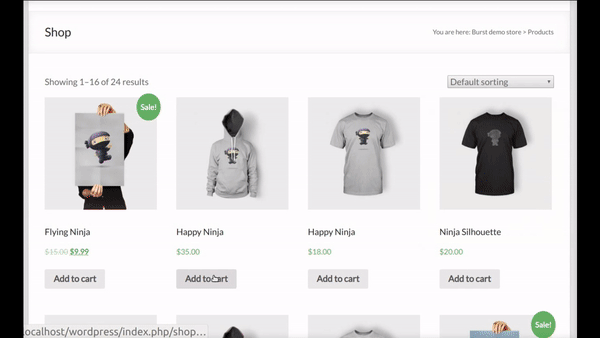 Shop
You are here: Burst demo store > Products
Showing 1–16 of 24 results
Default sorting
Sale!
Flying Ninja
Happy Ninja
Happy Ninja
Ninja Silhouette
$15.00 $9.99
$35.00
$18.00
$20.00
Add to cart
Add to cart
Add to cart
Add to cart
Sale!
ocalhost/wordpress/index.php/shop...